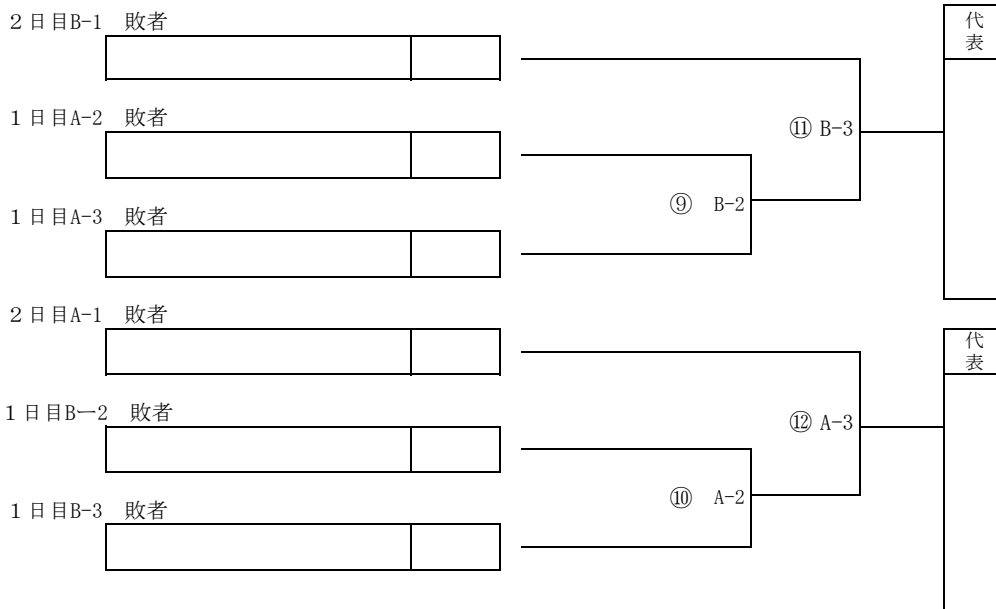 ２日目B-1　敗者
代
表
１日目A-2　敗者
⑪ B-3
⑨　B-2
１日目A-3　敗者
２日目A-1　敗者
代
表
１日目Bー2　敗者
⑫ A-3
⑩　A-2
１日目B-3　敗者